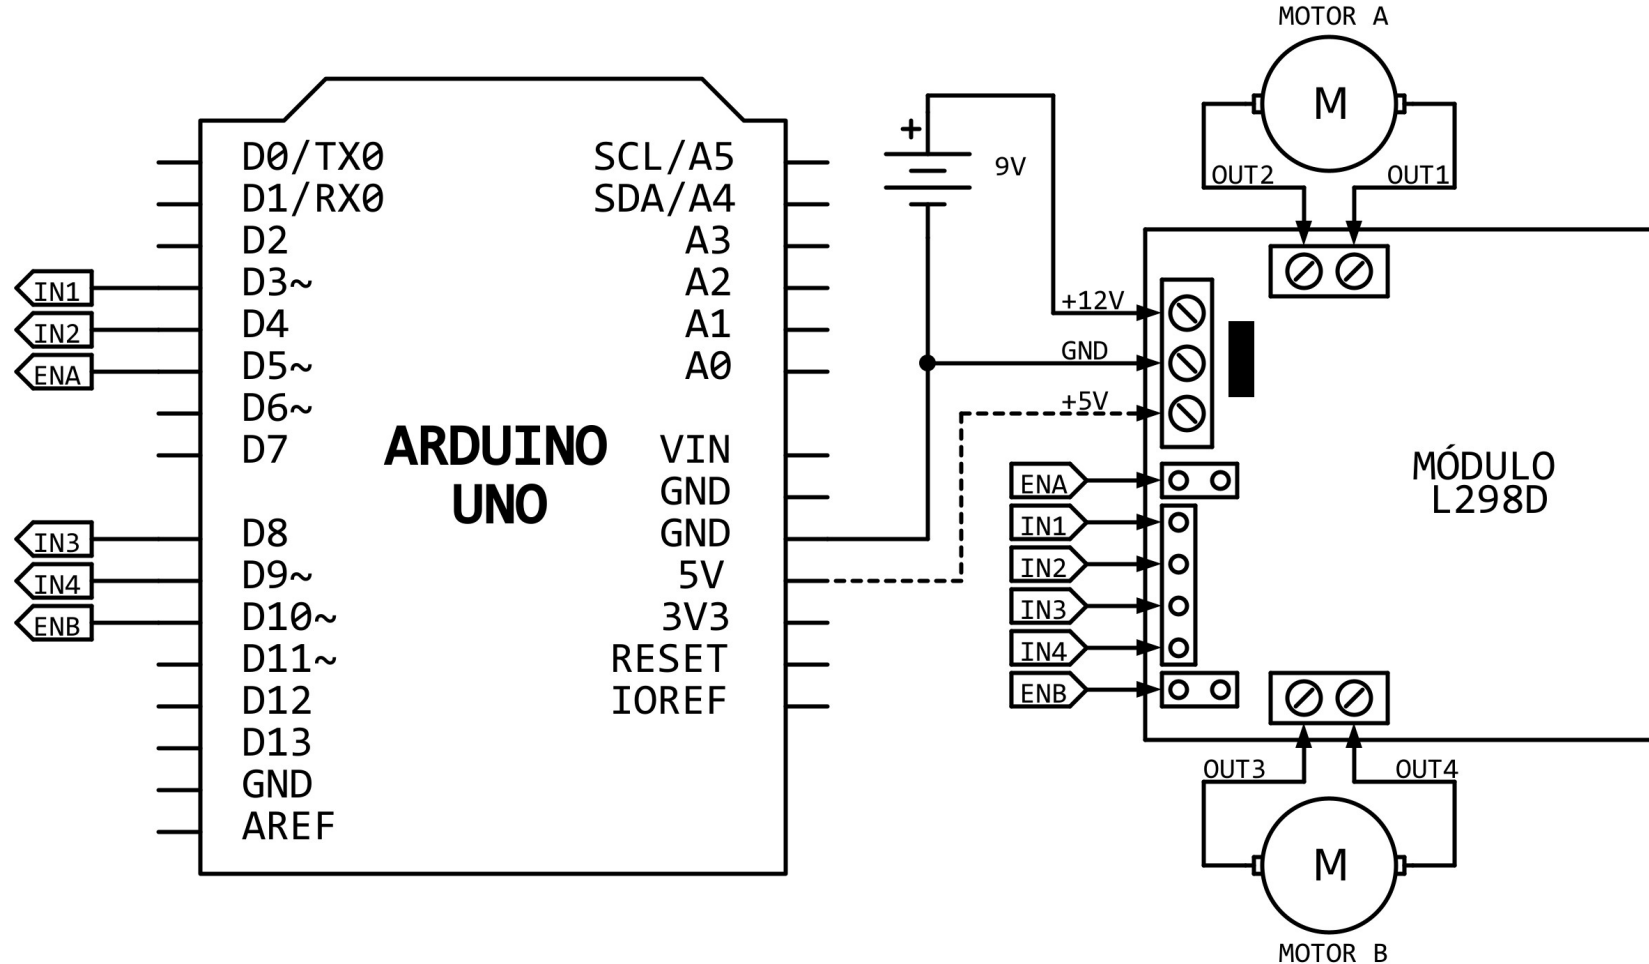 MOTOR A
M
OUT2
OUT1
D0/TX0
D1/RX0
D2
D3~
D4
D5~
D6~
D7
D8
D9~
D10~
D11~
D12
D13
GND
AREF
IN1
IN2
ENA
IN3
IN4
ENB
ARDUINO
UNO
SCL/A5
SDA/A4
A3
A2
A1
A0
VIN
GND
GND
5V
3V3
RESET
IOREF
+
9V
+12V
GND
+5V
ENA
IN1
IN2
IN3
IN4
ENB
MÓDULO
L298D
OUT3
OUT4
M
MOTOR B